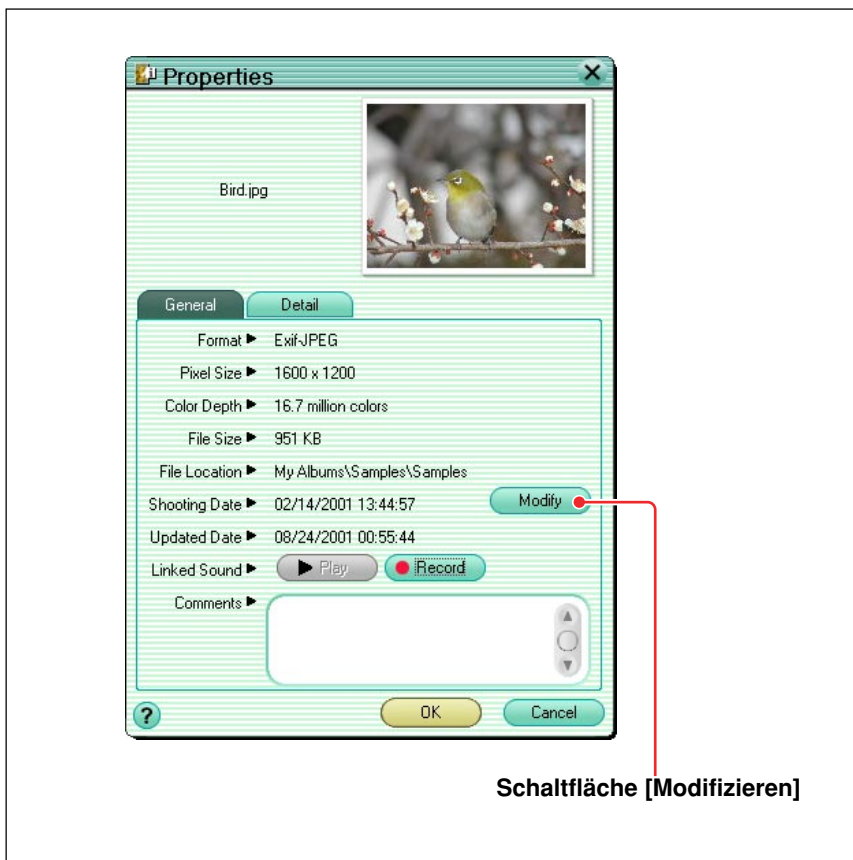 Properties
Bird.jpg
General Detail
Format ► Exif-JPEG
Pixel Size ► 1600 x 1200
Color Depth ► 16.7 million colors
File Size ► 951 KB
File Location ► My Albums\Samples\Samples
Shooting Date ► 02/14/2001 13:44:57 Modify
Updated Date ► 08/24/2001 00:55:44
Linked Sound ► Play Record
Comments ►
? OK Cancel
Schaltfläche [Modifizieren]